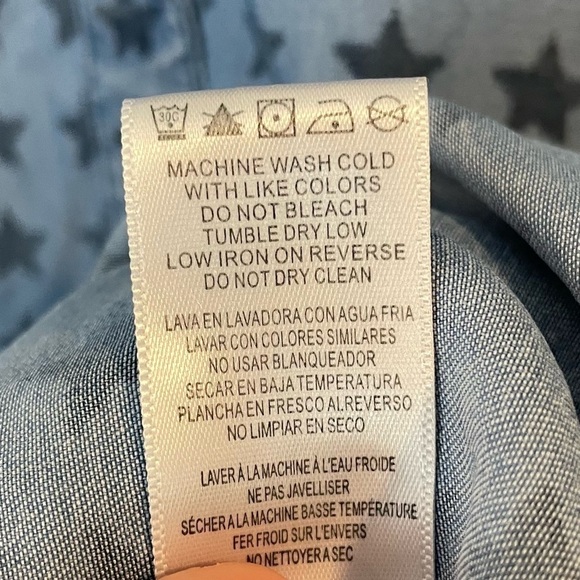 30C
MACHINE WASH COLD
WITH LIKE COLORS
DO NOT BLEACH
TUMBLE DRY LOW
LOW IRON ON REVERSE
DO NOT DRY CLEAN
LAVA EN LAVADORA CON AGUA FRIA
LAVAR CON COLORES SIMILARES
NO USAR BLANQUEADOR
SECAR EN BAJA TEMPERATURA
PLANCHA EN FRESCO AL REVERSO
NO LIMPIAR EN SECO
LAVER À LA MACHINE À L'EAU FROIDE
NE PAS JAVELLISER
SÉCHER A LA MACHINE BASSE TEMPÉRATURE
FER FROID SUR L'ENVERS
NO NETTOYER A SEC